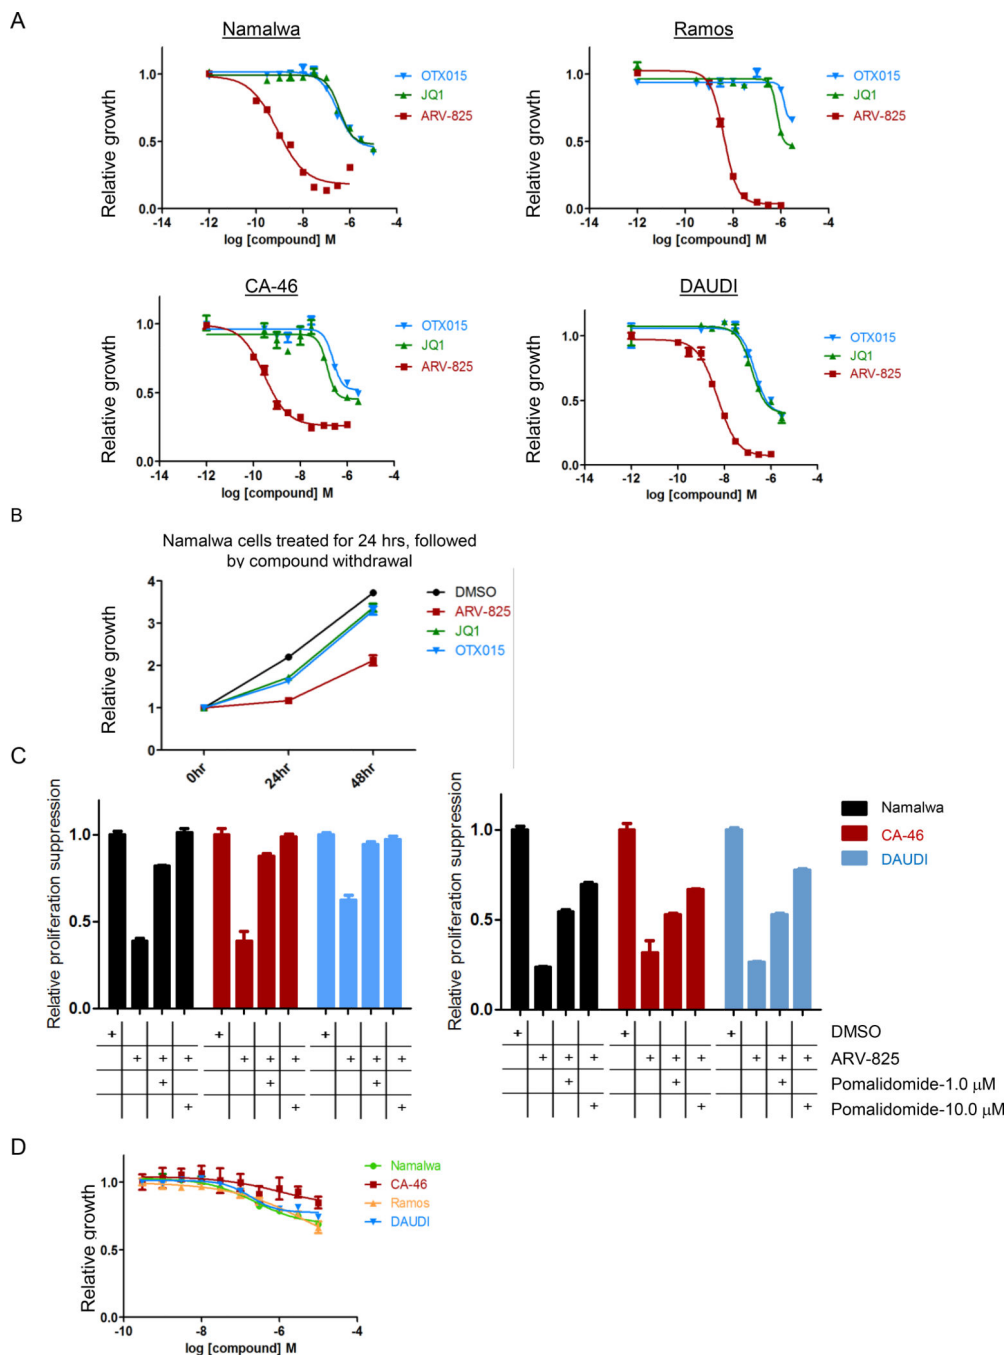 A
Namalwa
Relative growth
1.0
0.5
0.0
-14 -12 -10 -8 -6 -4
log [compound] M
OTX015
JQ1
ARV-825
Ramos
Relative growth
1.0
0.5
0.0
-14 -12 -10 -8 -6 -4
log [compound] M
OTX015
JQ1
ARV-825
CA-46
Relative growth
1.0
0.5
0.0
-14 -12 -10 -8 -6 -4
log [compound] M
OTX015
JQ1
ARV-825
DAUDI
Relative growth
1.0
0.5
0.0
-14 -12 -10 -8 -6 -4
log [compound] M
OTX015
JQ1
ARV-825
B
Namalwa cells treated for 24 hrs, followed
by compound withdrawal
Relative growth
4
3
2
1
0
0hr 24hr 48hr
DMSO
ARV-825
JQ1
OTX015
C
Relative proliferation suppression
1.0
0.5
0.0
+ + +
+ + + + + + + + +
+ + +
+ + +
Relative proliferation suppression
1.0
0.5
0.0
Namalwa
CA-46
DAUDI
+ + + DMSO
+ + + + + + + + + ARV-825
+ + + Pomalidomide-1.0 μM
+ + + Pomalidomide-10.0 μM
D
Relative growth
1.0
0.5
0.0
-10 -8 -6 -4
log [compound] M
Namalwa
CA-46
Ramos
DAUDI